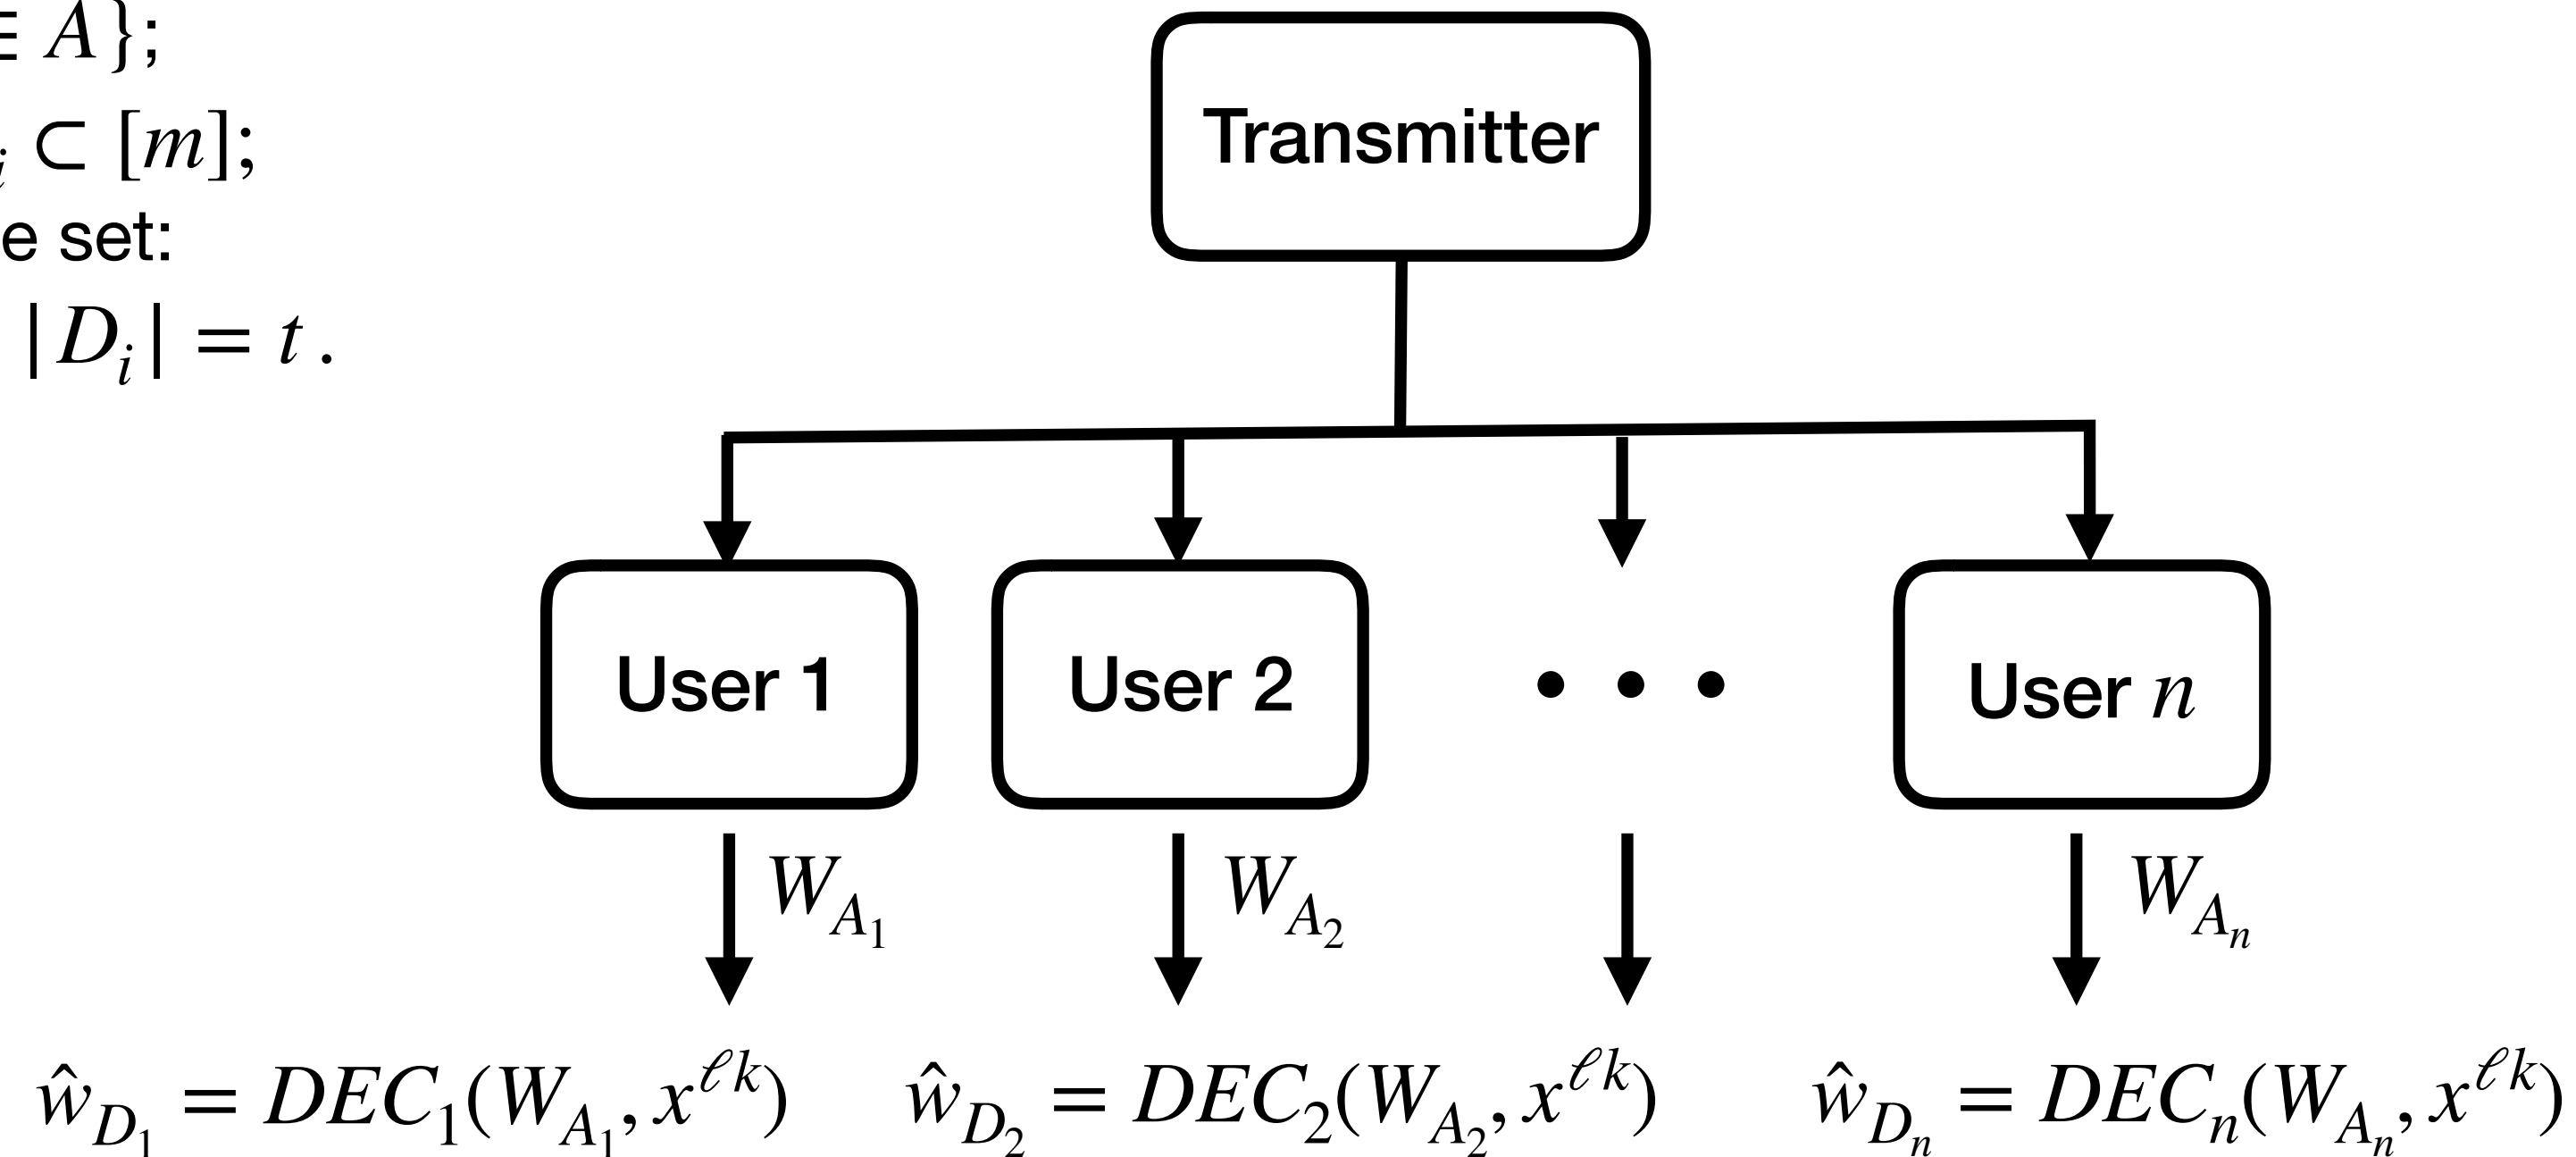 ∈ A};
i ⊂ [m];
e set:
|D_i| = t .
Transmitter
User 1 User 2 • • • User n
W_{A_1} W_{A_2} W_{A_n}
ŵ_{D_1} = DEC_1(W_{A_1}, x^{ℓk}) ŵ_{D_2} = DEC_2(W_{A_2}, x^{ℓk}) ŵ_{D_n} = DEC_n(W_{A_n}, x^{ℓk})